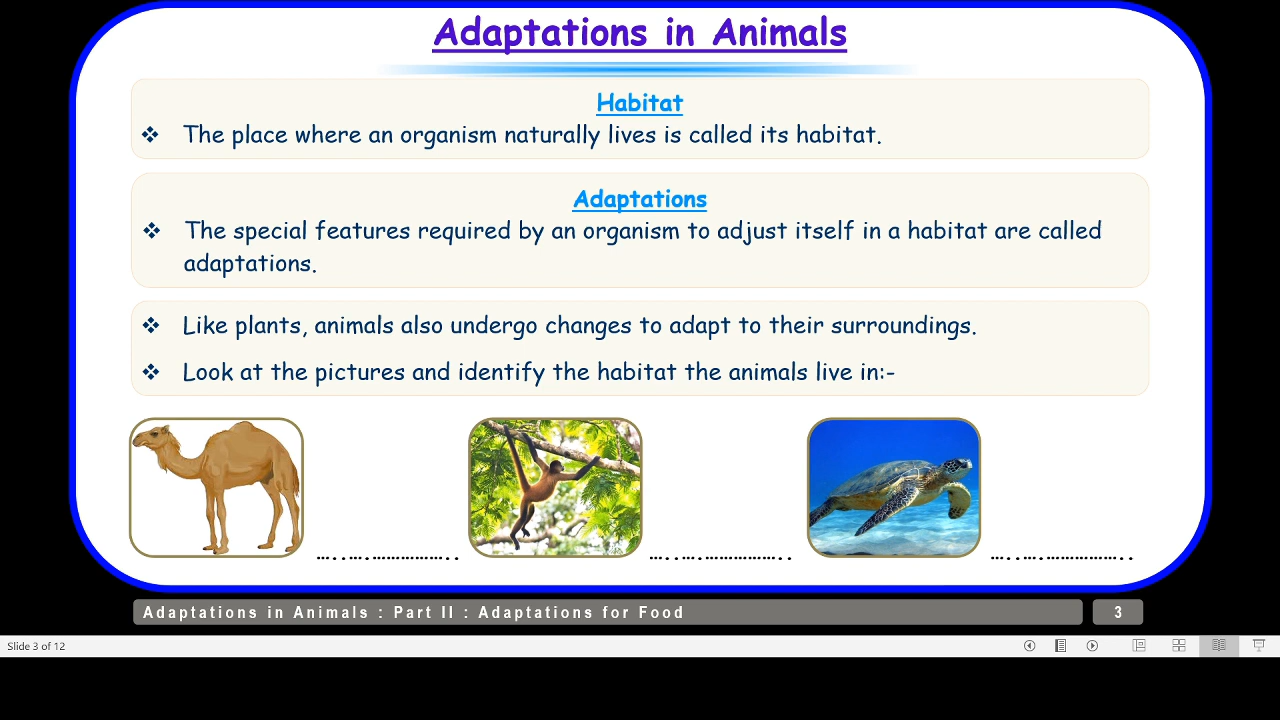 Adaptations in Animals
Habitat
❖ The place where an organism naturally lives is called its habitat.
Adaptations
❖ The special features required by an organism to adjust itself in a habitat are called
adaptations.
❖ Like plants, animals also undergo changes to adapt to their surroundings.
❖ Look at the pictures and identify the habitat the animals live in:-
…..….……………..
…..….……………..
…..….……………..
Adaptations in Animals : Part II : Adaptations for Food
3
Slide 3 of 12